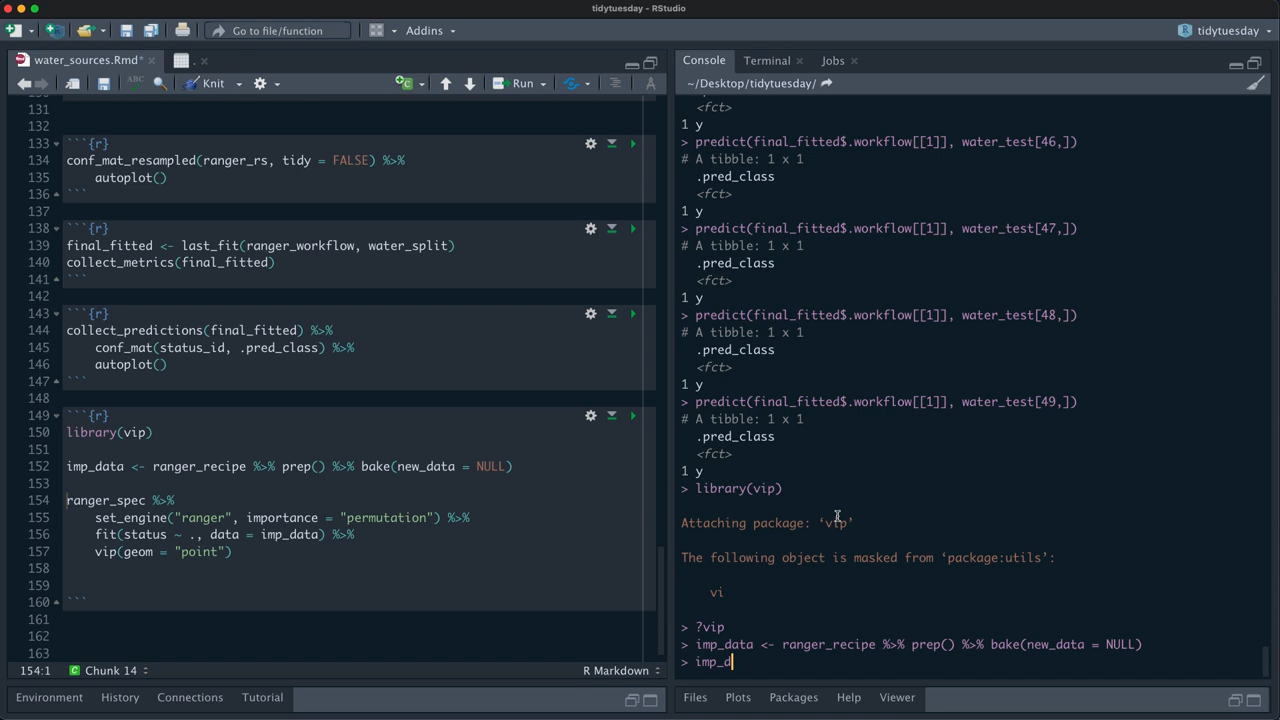 tidytuesday - RStudio
Go to file/function
Addins
tidytuesday
water_sources.Rmd*
.
Knit
Run
131
132
133 ```{r}
134 conf_mat_resampled(ranger_rs, tidy = FALSE) %>%
135 autoplot()
136 ```
137
138 ```{r}
139 final_fitted <- last_fit(ranger_workflow, water_split)
140 collect_metrics(final_fitted)
141 ```
142
143 ```{r}
144 collect_predictions(final_fitted) %>%
145 conf_mat(status_id, .pred_class) %>%
146 autoplot()
147 ```
148
149 ```{r}
150 library(vip)
151
152 imp_data <- ranger_recipe %>% prep() %>% bake(new_data = NULL)
153
154 ranger_spec %>%
155 set_engine("ranger", importance = "permutation") %>%
156 fit(status ~ ., data = imp_data) %>%
157 vip(geom = "point")
158
159
160 ```
161
162
163
154:1 Chunk 14 R Markdown
Environment History Connections Tutorial
Console Terminal Jobs
~/Desktop/tidytuesday/
<fct>
1 y
> predict(final_fitted$.workflow[[1]], water_test[46,])
# A tibble: 1 x 1
.pred_class
<fct>
1 y
> predict(final_fitted$.workflow[[1]], water_test[47,])
# A tibble: 1 x 1
.pred_class
<fct>
1 y
> predict(final_fitted$.workflow[[1]], water_test[48,])
# A tibble: 1 x 1
.pred_class
<fct>
1 y
> predict(final_fitted$.workflow[[1]], water_test[49,])
# A tibble: 1 x 1
.pred_class
<fct>
1 y
> library(vip)
Attaching package: ‘vip’
The following object is masked from ‘package:utils’:
vi
> ?vip
> imp_data <- ranger_recipe %>% prep() %>% bake(new_data = NULL)
> imp_d
Files Plots Packages Help Viewer